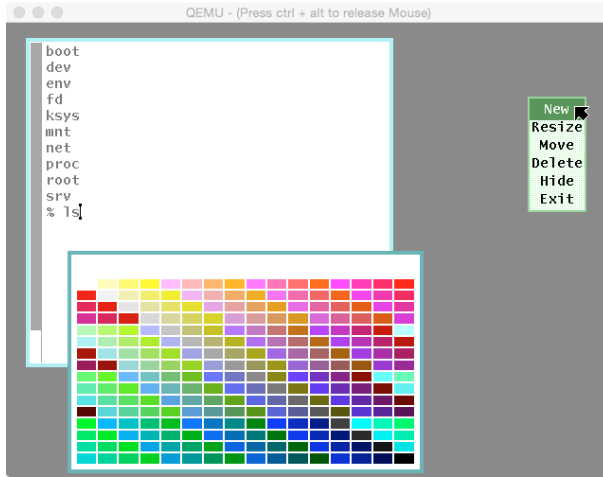 QEMU - (Press ctrl + alt to release Mouse)
boot
dev
env
fd
ksys
mnt
net
proc
root
srv
% ls
New
Resize
Move
Delete
Hide
Exit